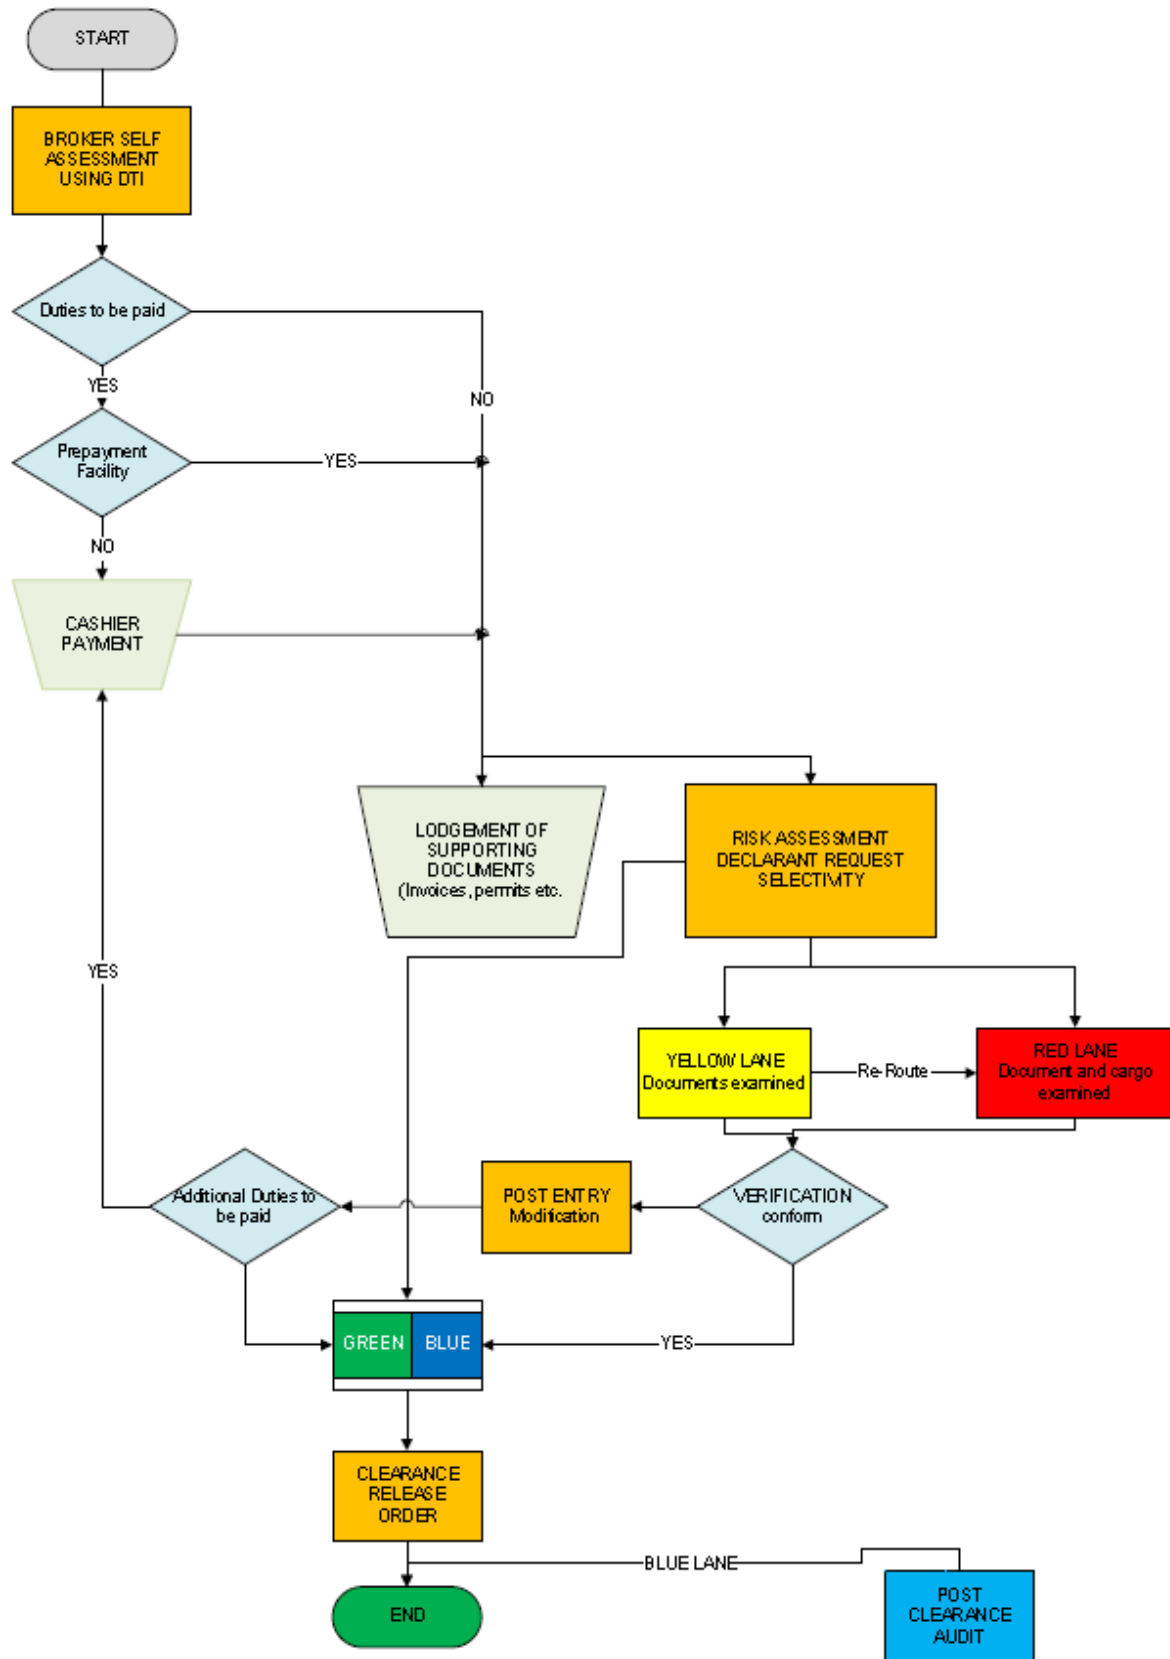 START
BROKER SELF
ASSESSMENT
USING DTI
Duties to be paid
YES
NO
Prepayment
Facility
YES
NO
CASHIER
PAYMENT
LODGEMENT OF
SUPPORTING
DOCUMENTS
(Invoices, permits etc.
RISK ASSESSMENT
DECLARANT REQUEST
SELECTIVITY
YES
YELLOW LANE
Documents examined
Re-Route
RED LANE
Document and cargo
examined
Additional Duties to
be paid
POST ENTRY
Modification
VERIFICATION
conform
GREEN
BLUE
YES
CLEARANCE
RELEASE
ORDER
BLUE LANE
END
POST
CLEARANCE
AUDIT